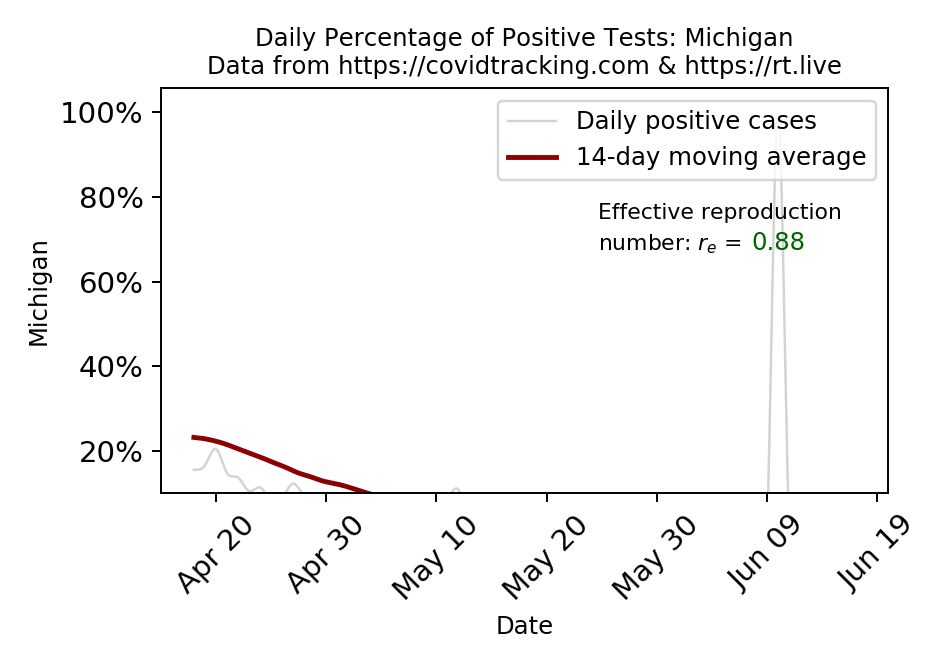 Daily Percentage of Positive Tests: Michigan
Data from https://covidtracking.com & https://rt.live
100%
80%
60%
40%
20%
Michigan
Daily positive cases
14-day moving average
Effective reproduction
number: rₑ = 0.88
Apr 20
Apr 30
May 10
May 20
May 30
Jun 09
Jun 19
Date